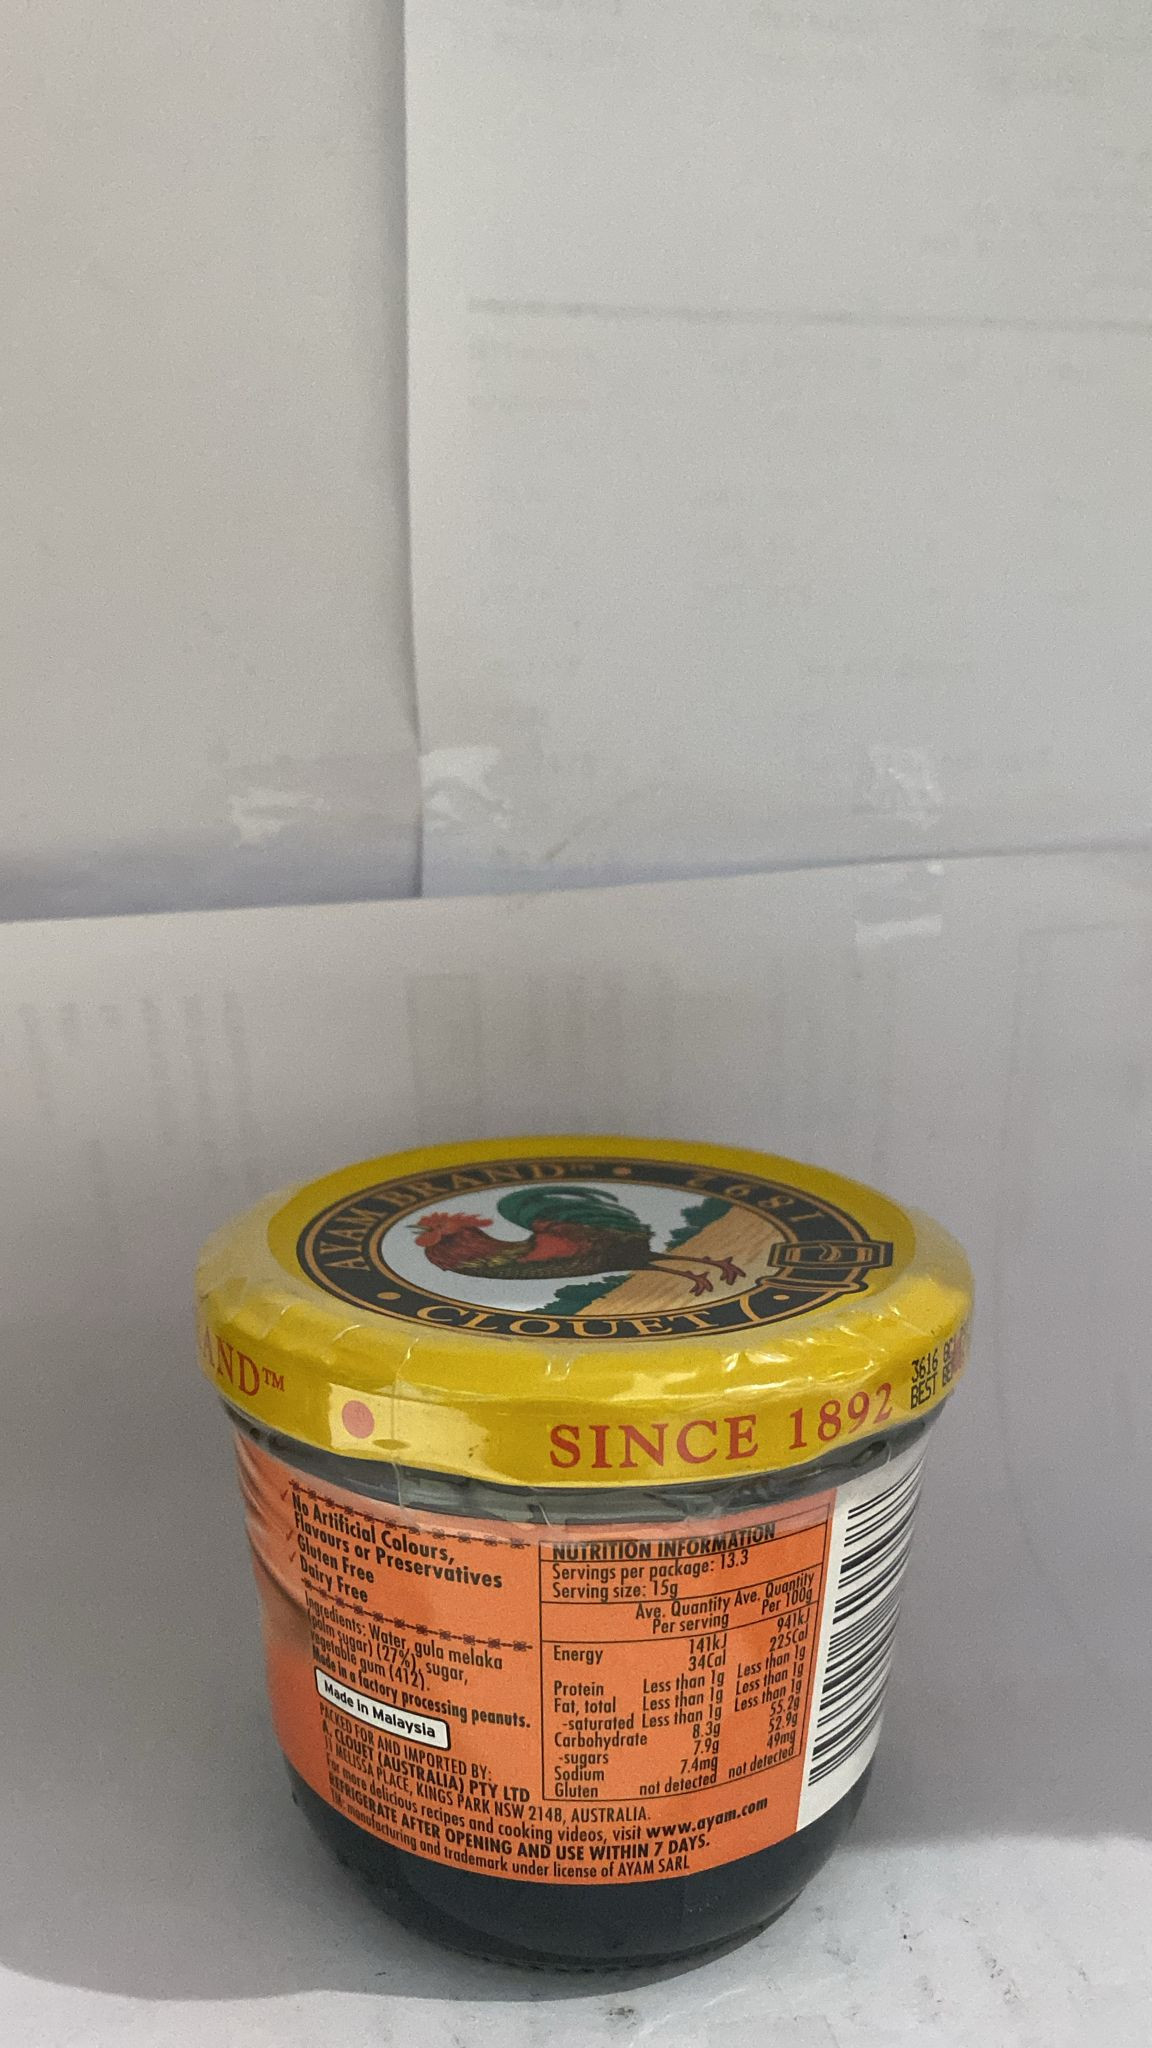 AYAM BRAND™ • 1892
• CLOUET
AND™
SINCE 1892
3616
BEST
No Artificial Colours,
Flavours or Preservatives
Gluten Free
Dairy Free
Ingredients: Water, gula melaka
(palm sugar) (27%), sugar,
vegetable gum (412).
Made in a factory processing peanuts.
Made in Malaysia
PACKED FOR AND IMPORTED BY:
A. CLOUET (AUSTRALIA) PTY LTD
11 MELISSA PLACE, KINGS PARK NSW 2148, AUSTRALIA.
For more delicious recipes and cooking videos, visit www.ayam.com
REFRIGERATE AFTER OPENING AND USE WITHIN 7 DAYS.
TM: manufacturing and trademark under license of AYAM SARL
NUTRITION INFORMATION
Servings per package: 13.3
Serving size: 15g
Ave. Quantity Ave. Quantity
Per serving Per 100g
Energy 141kJ 941kJ
34Cal 225Cal
Protein Less than 1g Less than 1g
Fat, total Less than 1g Less than 1g
-saturated Less than 1g Less than 1g
Carbohydrate 8.3g 55.2g
-sugars 7.9g 52.9g
Sodium 7.4mg 49mg
Gluten not detected not detected